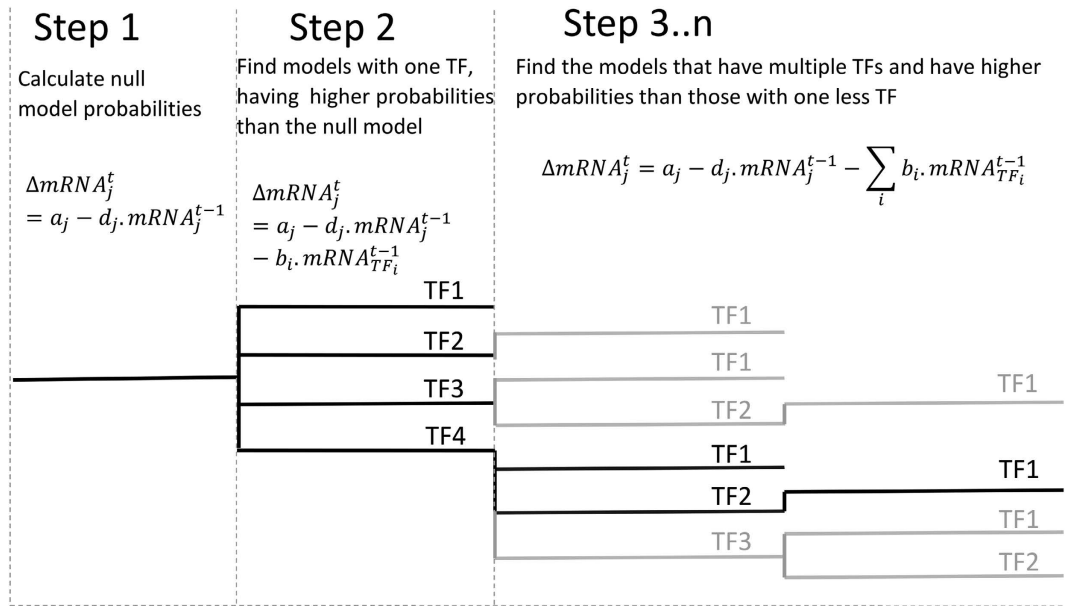 Step 1
Calculate null
model probabilities
ΔmRNA_j^t
= a_j − d_j.mRNA_j^{t−1}
Step 2
Find models with one TF,
having higher probabilities
than the null model
ΔmRNA_j^t
= a_j − d_j.mRNA_j^{t−1}
− b_i.mRNA_{TF_i}^{t−1}
Step 3..n
Find the models that have multiple TFs and have higher
probabilities than those with one less TF
ΔmRNA_j^t = a_j − d_j.mRNA_j^{t−1} − ∑_i b_i.mRNA_{TF_i}^{t−1}
TF1
TF2
TF3
TF4
TF1
TF1
TF2
TF1
TF2
TF3
TF1
TF1
TF1
TF2